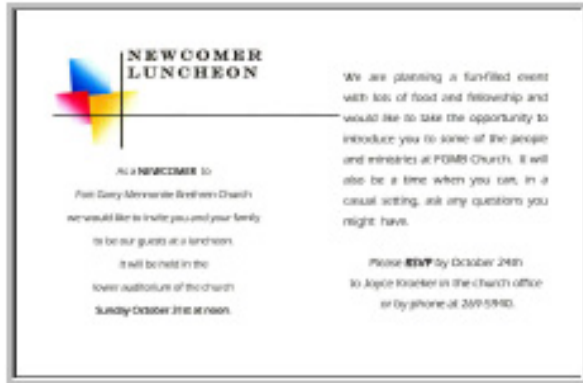 NEWCOMER
LUNCHEON
As a NEWCOMER to
Fort Garry Mennonite Brethren Church
we would like to invite you and your family
to be our guests at a luncheon.
It will be held in the
lower auditorium of the church
Sunday October 31st at noon.
We are planning a fun-filled event
with lots of food and fellowship and
would like to take the opportunity to
introduce you to some of the people
and ministries at FGMB Church. It will
also be a time when you can, in a
casual setting, ask any questions you
might have.
Please RSVP by October 24th
to Joyce Kroeker in the church office
or by phone at 269-5940.